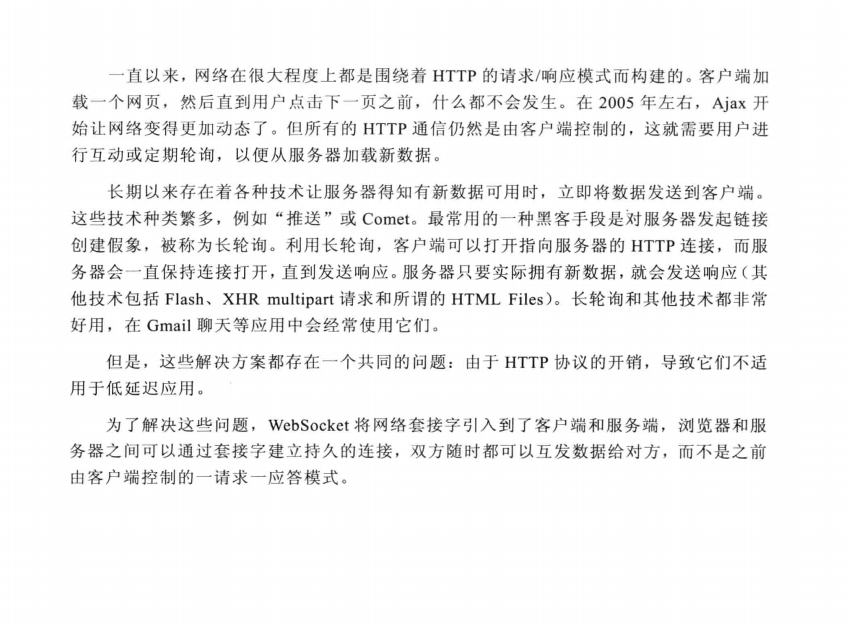 一直以来，网络在很大程度上都是围绕着 HTTP 的请求/响应模式而构建的。客户端加
载一个网页，然后直到用户点击下一页之前，什么都不会发生。在 2005 年左右，Ajax 开
始让网络变得更加动态了。但所有的 HTTP 通信仍然是由客户端控制的，这就需要用户进
行互动或定期轮询，以便从服务器加载新数据。
长期以来存在着各种技术让服务器得知有新数据可用时，立即将数据发送到客户端。
这些技术种类繁多，例如“推送”或 Comet。最常用的一种黑客手段是对服务器发起链接
创建假象，被称为长轮询。利用长轮询，客户端可以打开指向服务器的 HTTP 连接，而服
务器会一直保持连接打开，直到发送响应。服务器只要实际拥有新数据，就会发送响应（其
他技术包括 Flash、XHR multipart 请求和所谓的 HTML Files）。长轮询和其他技术都非常
好用，在 Gmail 聊天等应用中会经常使用它们。
但是，这些解决方案都存在一个共同的问题：由于 HTTP 协议的开销，导致它们不适
用于低延迟应用。
为了解决这些问题，WebSocket 将网络套接字引入到了客户端和服务端，浏览器和服
务器之间可以通过套接字建立持久的连接，双方随时都可以互发数据给对方，而不是之前
由客户端控制的一请求一应答模式。